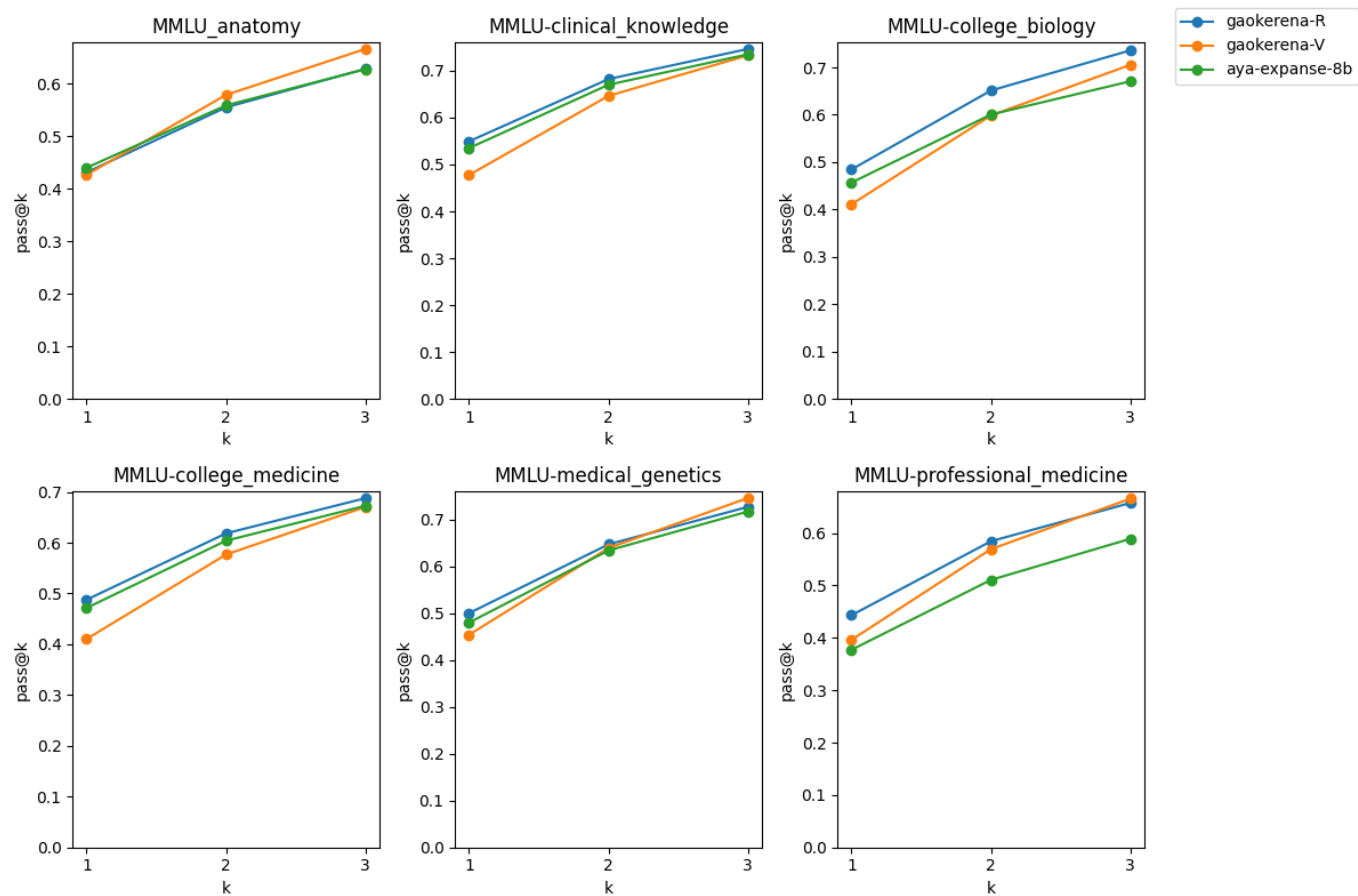 MMLU_anatomy
MMLU-clinical_knowledge
MMLU-college_biology
gaokerena-R
gaokerena-V
aya-expanse-8b
pass@k
0.6
0.5
0.4
0.3
0.2
0.1
0.0
1 2 3
k
pass@k
0.7
0.6
0.5
0.4
0.3
0.2
0.1
0.0
1 2 3
k
pass@k
0.7
0.6
0.5
0.4
0.3
0.2
0.1
0.0
1 2 3
k
MMLU-college_medicine
MMLU-medical_genetics
MMLU-professional_medicine
pass@k
0.7
0.6
0.5
0.4
0.3
0.2
0.1
0.0
1 2 3
k
pass@k
0.7
0.6
0.5
0.4
0.3
0.2
0.1
0.0
1 2 3
k
pass@k
0.6
0.5
0.4
0.3
0.2
0.1
0.0
1 2 3
k